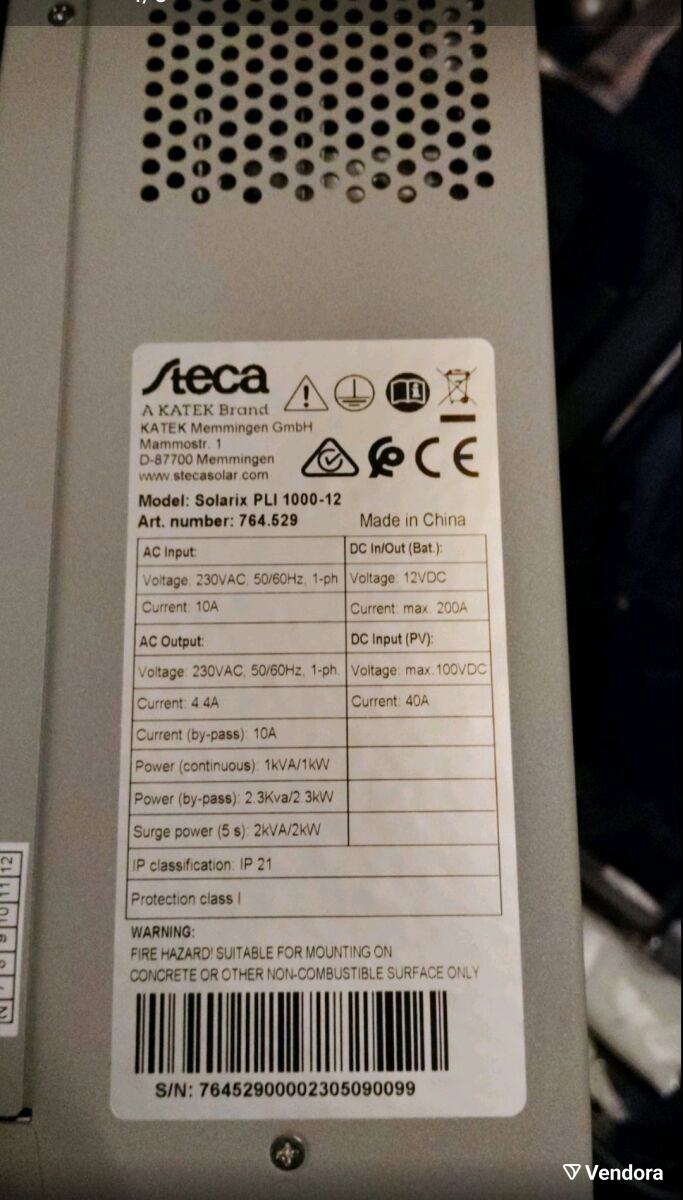 Steca
A KATEK Brand
KATEK Memmingen GmbH
Mammostr. 1
D-87700 Memmingen
www.stecasolar.com
CE
Model: Solarix PLI 1000-12
Art. number: 764.529 Made in China
AC Input: DC In/Out (Bat.):
Voltage: 230VAC, 50/60Hz, 1-ph. Voltage: 12VDC
Current: 10A Current: max. 200A
AC Output: DC Input (PV):
Voltage: 230VAC, 50/60Hz, 1-ph. Voltage: max.100VDC
Current: 4.4A Current: 40A
Current (by-pass): 10A
Power (continuous): 1kVA/1kW
Power (by-pass): 2.3Kva/2.3kW
Surge power (5 s): 2kVA/2kW
IP classification: IP 21
Protection class I
WARNING:
FIRE HAZARD! SUITABLE FOR MOUNTING ON
CONCRETE OR OTHER NON-COMBUSTIBLE SURFACE ONLY
S/N: 76452900002305090099
9 10 11 12
Vendora